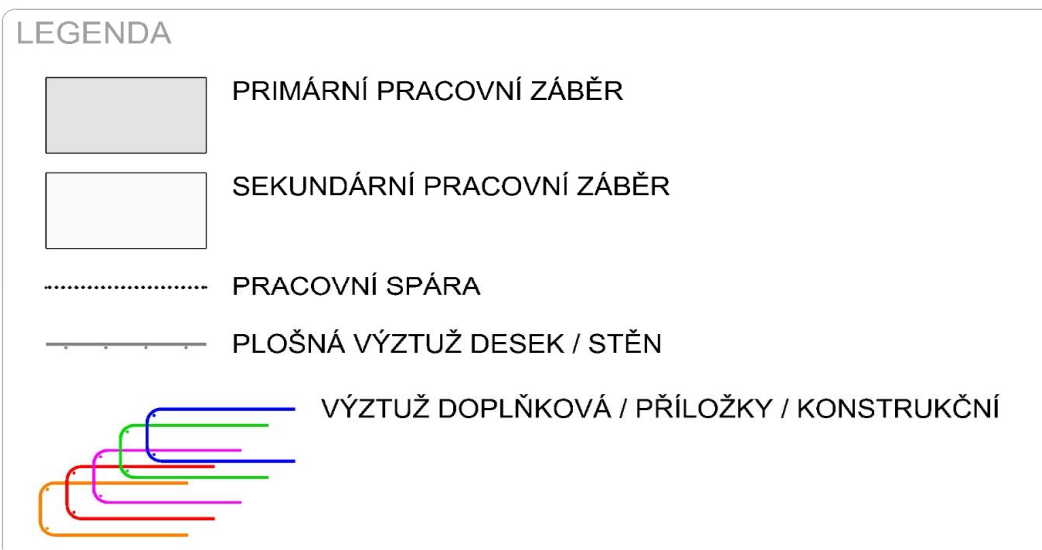 LEGENDA
PRIMÁRNÍ PRACOVNÍ ZÁBĚR
SEKUNDÁRNÍ PRACOVNÍ ZÁBĚR
PRACOVNÍ SPÁRA
PLOŠNÁ VÝZTUŽ DESEK / STĚN
VÝZTUŽ DOPLŇKOVÁ / PŘÍLOŽKY / KONSTRUKČNÍ